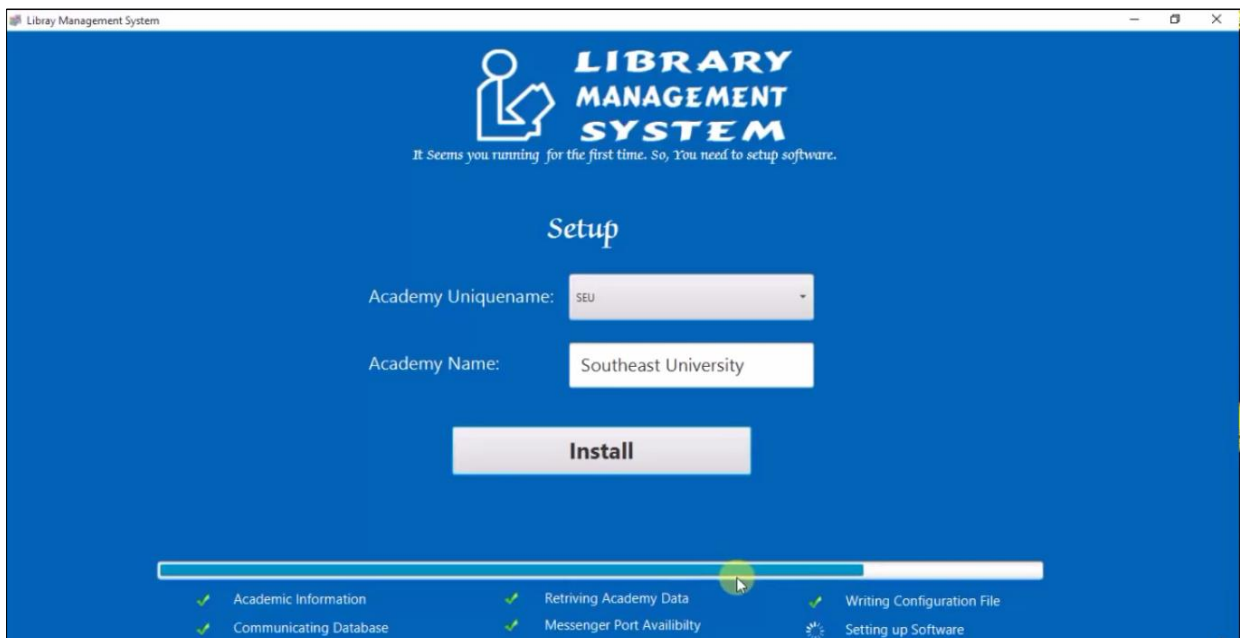 Libray Management System
LIBRARY
MANAGEMENT
SYSTEM
It Seems you running for the first time. So, You need to setup software.
Setup
Academy Uniquename: SEU
Academy Name: Southeast University
Install
Academic Information Retriving Academy Data Writing Configuration File
Communicating Database Messenger Port Availibilty Setting up Software